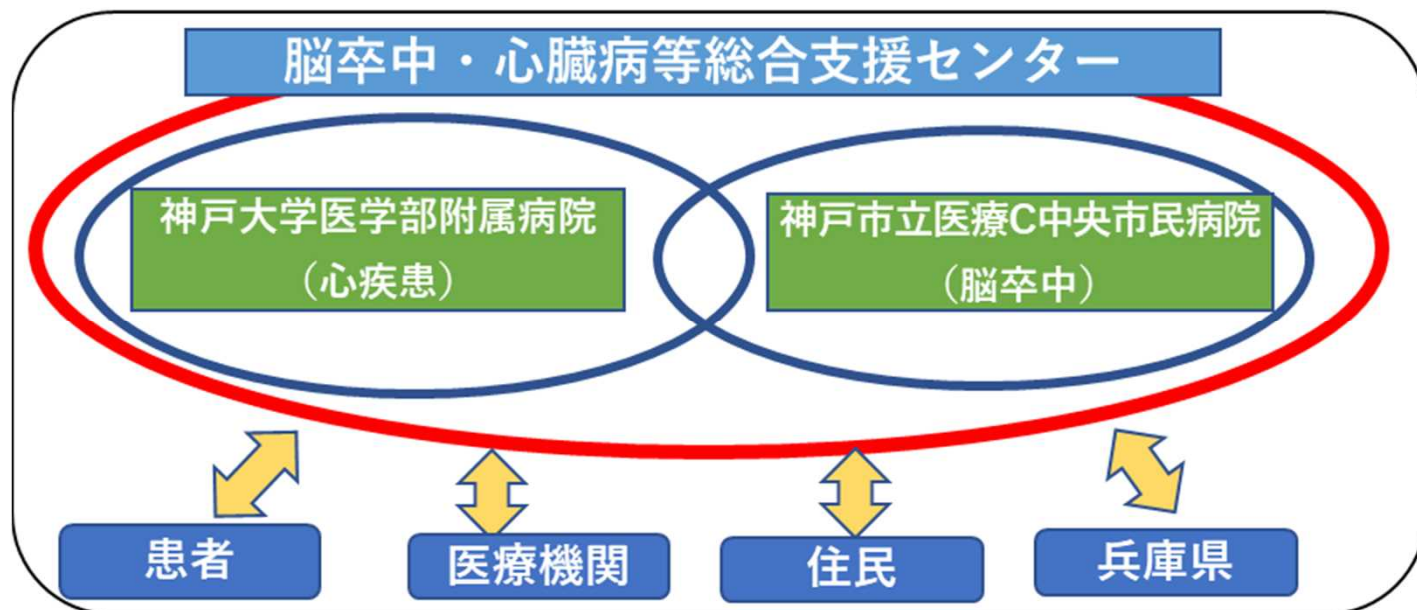 脳卒中・心臓病等総合支援センター
神戸大学医学部附属病院
（心疾患）
神戸市立医療C中央市民病院
（脳卒中）
患者
医療機関
住民
兵庫県